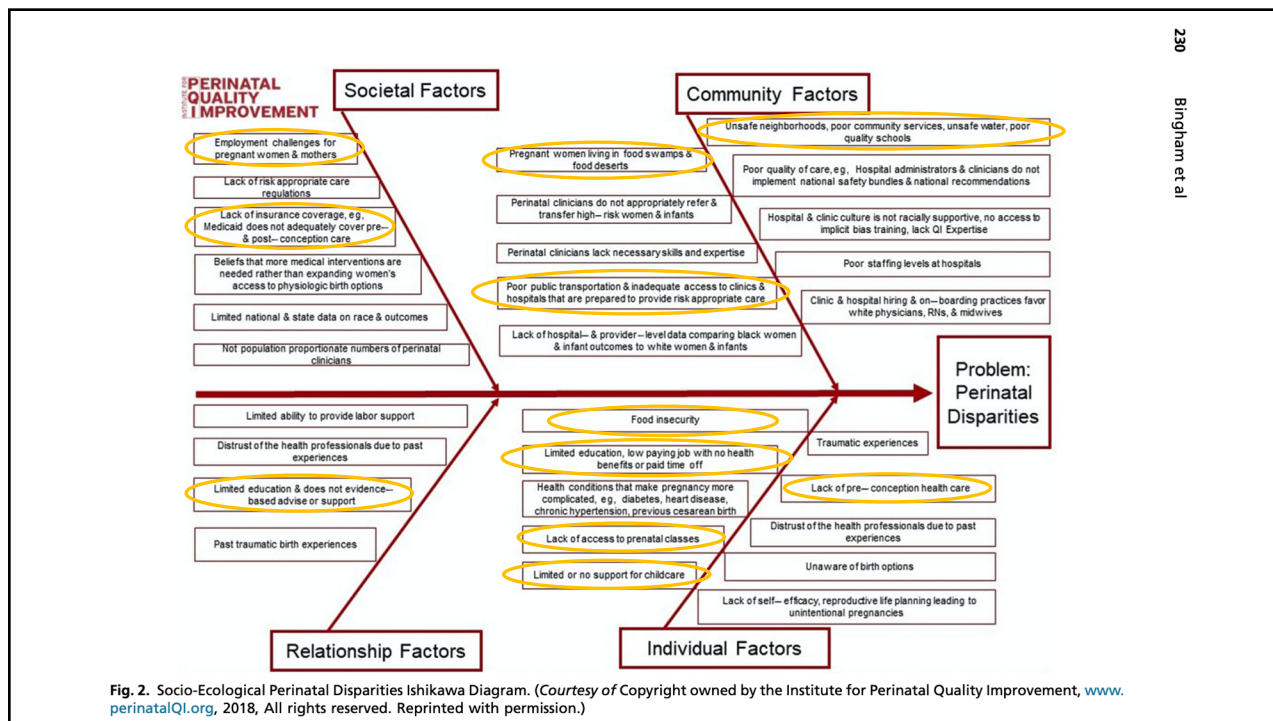 230 Bingham et al
INSTITUTE FOR
PERINATAL
QUALITY
IMPROVEMENT
Societal Factors
Employment challenges for
pregnant women & mothers
Lack of risk appropriate care
regulations
Lack of insurance coverage, e.g,
Medicaid does not adequately cover pre—
& post— conception care
Beliefs that more medical interventions are
needed rather than expanding women's
access to physiologic birth options
Limited national & state data on race & outcomes
Not population proportionate numbers of perinatal
clinicians
Community Factors
Pregnant women living in food swamps &
food deserts
Perinatal clinicians do not appropriately refer &
transfer high— risk women & infants
Perinatal clinicians lack necessary skills and expertise
Poor public transportation & inadequate access to clinics &
hospitals that are prepared to provide risk appropriate care
Lack of hospital— & provider—level data comparing black women
& infant outcomes to white women & infants
Unsafe neighborhoods, poor community services, unsafe water, poor
quality schools
Poor quality of care, e.g, Hospital administrators & clinicians do not
implement national safety bundles & national recommendations
Hospital & clinic culture is not racially supportive, no access to
implicit bias training, lack QI Expertise
Poor staffing levels at hospitals
Clinic & hospital hiring & on— boarding practices favor
white physicians, RNs, & midwives
Problem:
Perinatal
Disparities
Limited ability to provide labor support
Distrust of the health professionals due to past
experiences
Limited education & does not evidence—
based advise or support
Past traumatic birth experiences
Relationship Factors
Food insecurity
Limited education, low paying job with no health
benefits or paid time off
Health conditions that make pregnancy more
complicated, e.g, diabetes, heart disease,
chronic hypertension, previous cesarean birth
Lack of access to prenatal classes
Limited or no support for childcare
Traumatic experiences
Lack of pre— conception health care
Distrust of the health professionals due to past
experiences
Unaware of birth options
Lack of self— efficacy, reproductive life planning leading to
unintentional pregnancies
Individual Factors
Fig. 2. Socio-Ecological Perinatal Disparities Ishikawa Diagram. (Courtesy of Copyright owned by the Institute for Perinatal Quality Improvement, www.
perinatalQI.org, 2018, All rights reserved. Reprinted with permission.)